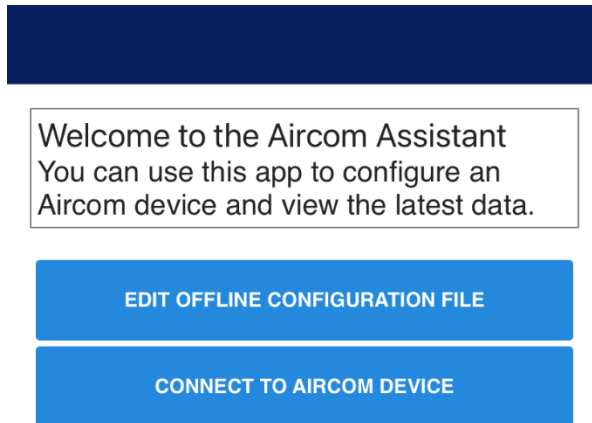 Welcome to the Aircom Assistant
You can use this app to configure an
Aircom device and view the latest data.
EDIT OFFLINE CONFIGURATION FILE
CONNECT TO AIRCOM DEVICE